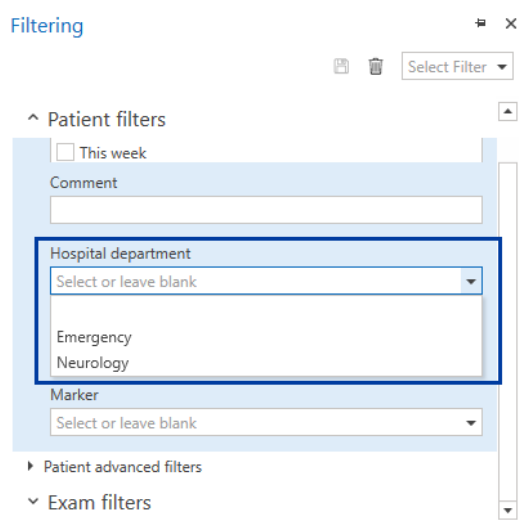 Filtering
Select Filter
Patient filters
This week
Comment
Hospital department
Select or leave blank
Emergency
Neurology
Marker
Select or leave blank
Patient advanced filters
Exam filters